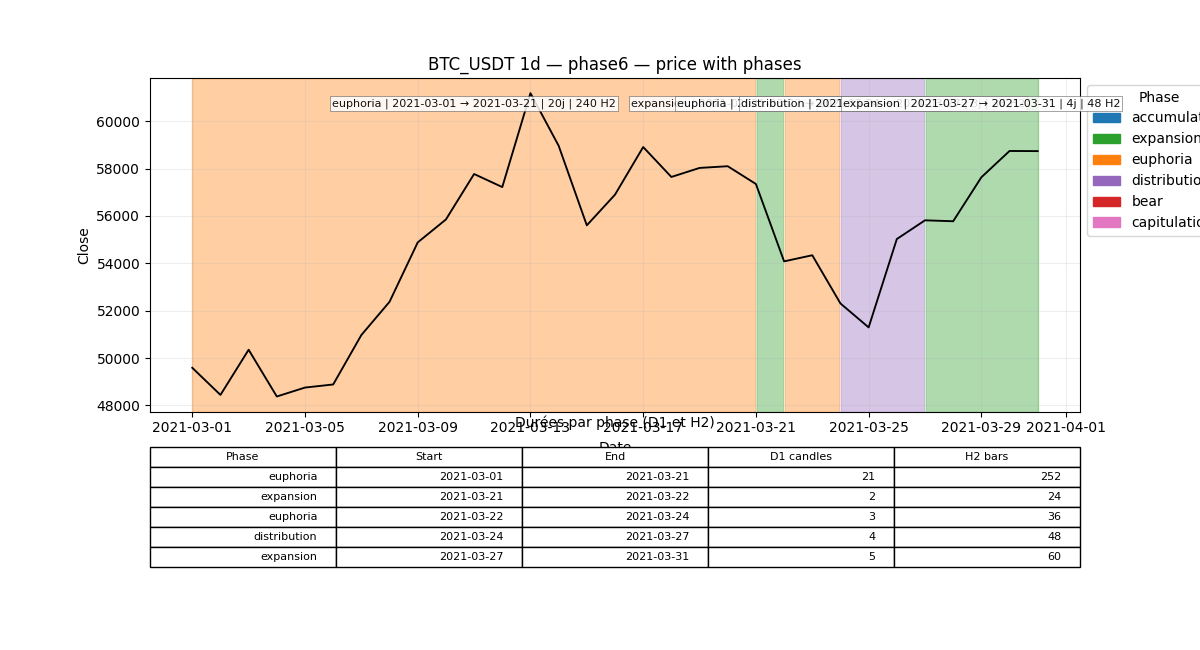 BTC_USDT 1d — phase6 — price with phases
euphoria | 2021-03-01 → 2021-03-21 | 20j | 240 H2
expansi
euphoria |
distribution | 2021
expansion | 2021-03-27 → 2021-03-31 | 4j | 48 H2
Phase
accumulat
expansion
euphoria
distributio
bear
capitulatio
Close
60000
58000
56000
54000
52000
50000
48000
2021-03-01 2021-03-05 2021-03-09 2021-03-13 2021-03-17 2021-03-21 2021-03-25 2021-03-29 2021-04-01
Durées par phase (D1 et H2)
Date
Phase Start End D1 candles H2 bars
euphoria 2021-03-01 2021-03-21 21 252
expansion 2021-03-21 2021-03-22 2 24
euphoria 2021-03-22 2021-03-24 3 36
distribution 2021-03-24 2021-03-27 4 48
expansion 2021-03-27 2021-03-31 5 60